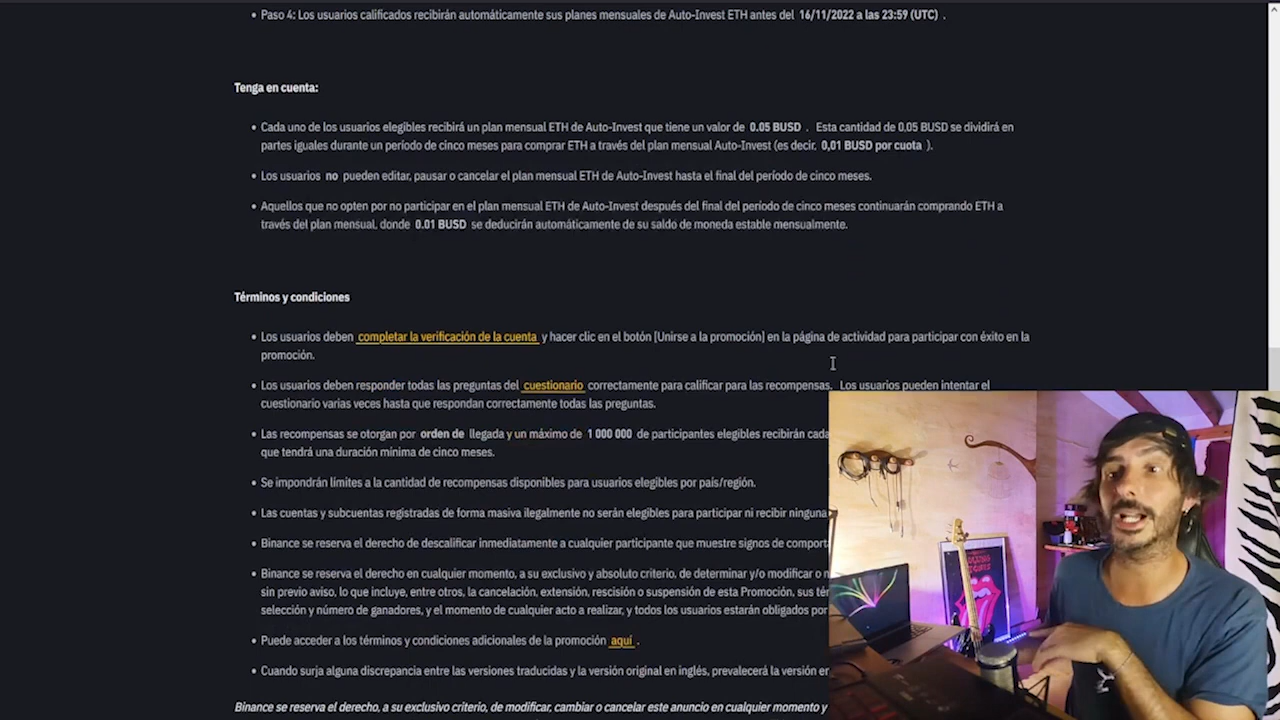 Paso 4: Los usuarios calificados recibirán automáticamente sus planes mensuales de Auto-Invest ETH antes del 16/11/2022 a las 23:59 (UTC) .
Tenga en cuenta:
Cada uno de los usuarios elegibles recibirá un plan mensual ETH de Auto-Invest que tiene un valor de 0.05 BUSD . Esta cantidad de 0,05 BUSD se dividirá en
partes iguales durante un período de cinco meses para comprar ETH a través del plan mensual Auto-Invest (es decir. 0,01 BUSD por cuota ).
Los usuarios no pueden editar, pausar o cancelar el plan mensual ETH de Auto-Invest hasta el final del período de cinco meses.
Aquellos que no opten por no participar en el plan mensual ETH de Auto-Invest después del final del período de cinco meses continuarán comprando ETH a
través del plan mensual. donde 0.01 BUSD se deducirán automáticamente de su saldo de moneda estable mensualmente.
Términos y condiciones
Los usuarios deben completar la verificación de la cuenta y hacer clic en el botón [Unirse a la promoción] en la página de actividad para participar con éxito en la
promoción.
Los usuarios deben responder todas las preguntas del cuestionario correctamente para calificar para las recompensas. Los usuarios pueden intentar el
cuestionario varias veces hasta que respondan correctamente todas las preguntas.
Las recompensas se otorgan por orden de llegada y un máximo de 1 000 000 de participantes elegibles recibirán cada
que tendrá una duración mínima de cinco meses.
Se impondrán límites a la cantidad de recompensas disponibles para usuarios elegibles por país/región.
Las cuentas y subcuentas registradas de forma masiva ilegalmente no serán elegibles para participar ni recibir ninguna
Binance se reserva el derecho de descalificar inmediatamente a cualquier participante que muestre signos de comport
Binance se reserva el derecho en cualquier momento, a su exclusivo y absoluto criterio, de determinar y/o modificar o
sin previo aviso, lo que incluye, entre otros, la cancelación, extensión, rescisión o suspensión de esta Promoción, sus
selección y número de ganadores, y el momento de cualquier acto a realizar, y todos los usuarios estarán obligados por
Puede acceder a los términos y condiciones adicionales de la promoción aquí .
Cuando surja alguna discrepancia entre las versiones traducidas y la versión original en inglés, prevalecerá la versión
Binance se reserva el derecho, a su exclusivo criterio, de modificar, cambiar o cancelar este anuncio en cualquier momento y